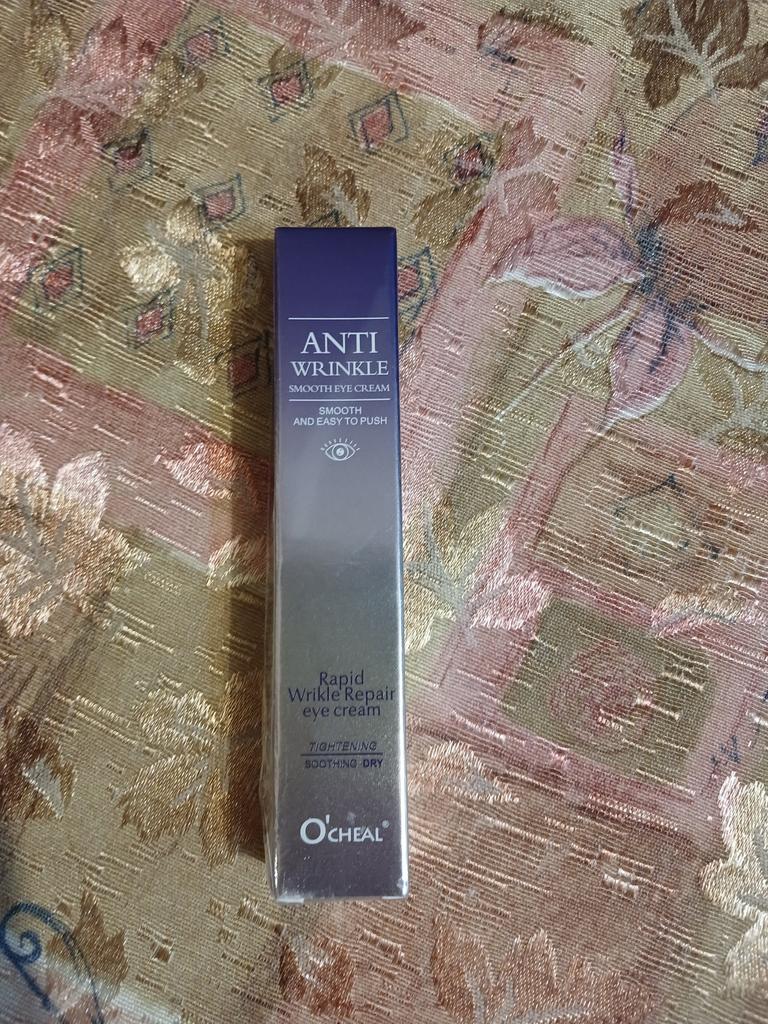 ANTI
WRINKLE
SMOOTH EYE CREAM
SMOOTH
AND EASY TO PUSH
Rapid
Wrikle Repair
eye cream
TIGHTENING
SOOTHING DRY
O'CHEAL®